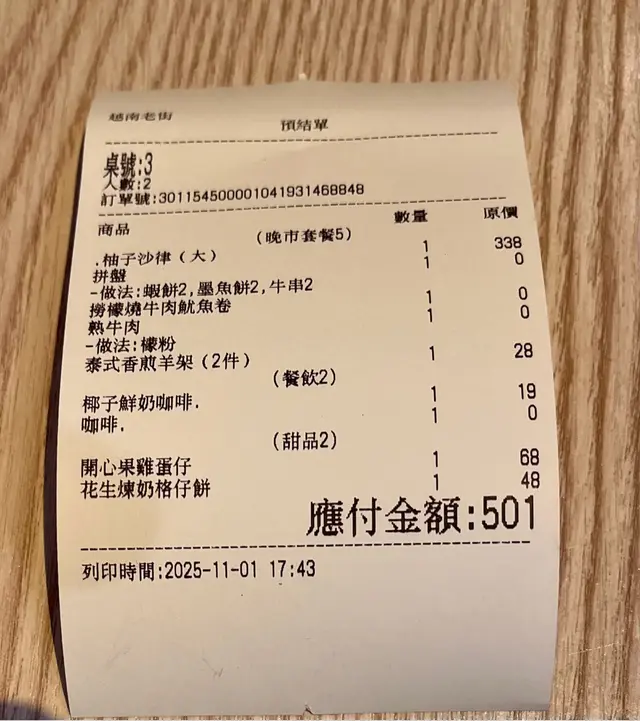 越南老街
預結單
桌號:3
人數:2
訂單號:301154500001041931468848
商品 數量 原價
(晚市套餐5) 1 338
.柚子沙律（大） 1 0
拼盤
-做法:蝦餅2,墨魚餅2,牛串2
撈檬燒牛肉魷魚卷 1 0
熟牛肉 1 0
-做法:檬粉
泰式香煎羊架（2件） 1 28
(餐飲2)
椰子鮮奶咖啡. 1 19
咖啡. 1 0
(甜品2)
開心果雞蛋仔 1 68
花生煉奶格仔餅 1 48
應付金額:501
列印時間:2025-11-01 17:43